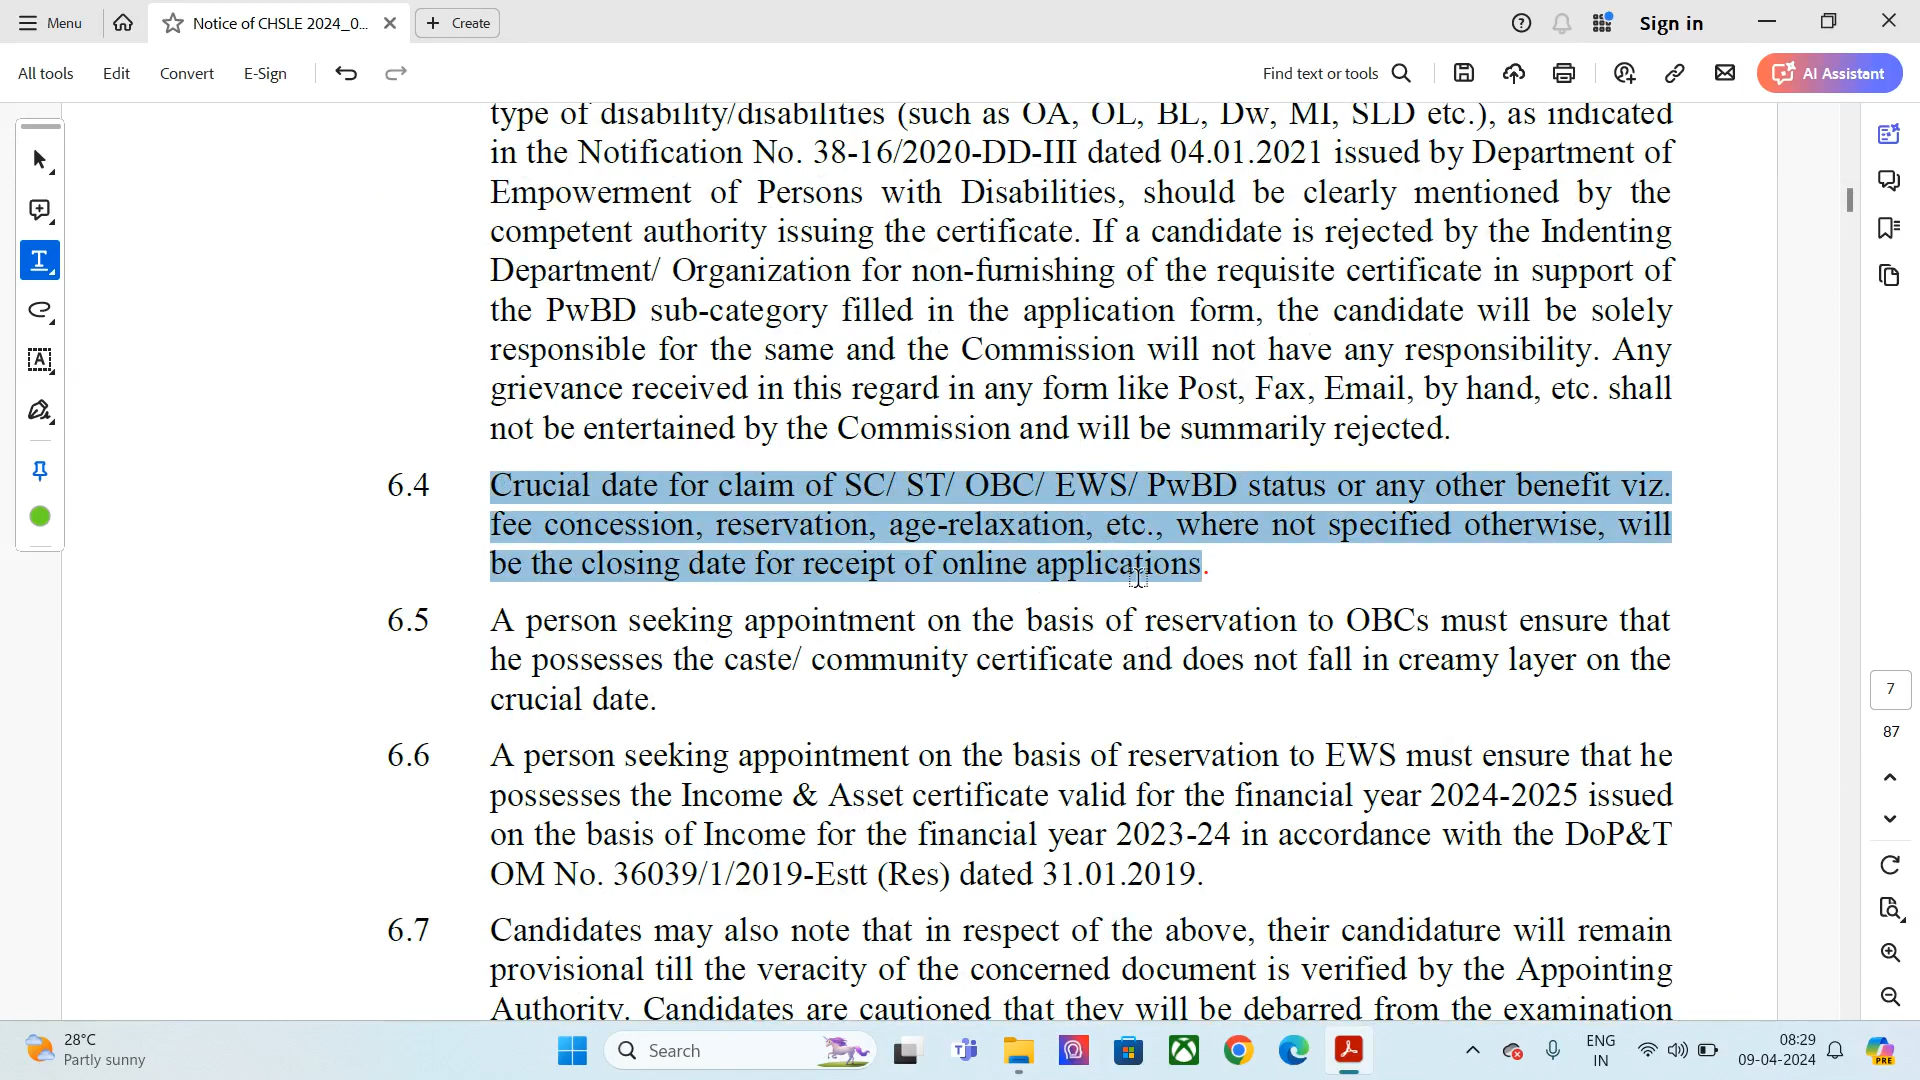 Menu
Notice of CHSLE 2024_0...
Create
Sign in
All tools
Edit
Convert
E-Sign
Find text or tools
AI Assistant
type of disability/disabilities (such as OA, OL, BL, Dw, MI, SLD etc.), as indicated
in the Notification No. 38-16/2020-DD-III dated 04.01.2021 issued by Department of
Empowerment of Persons with Disabilities, should be clearly mentioned by the
competent authority issuing the certificate. If a candidate is rejected by the Indenting
Department/ Organization for non-furnishing of the requisite certificate in support of
the PwBD sub-category filled in the application form, the candidate will be solely
responsible for the same and the Commission will not have any responsibility. Any
grievance received in this regard in any form like Post, Fax, Email, by hand, etc. shall
not be entertained by the Commission and will be summarily rejected.
6.4 Crucial date for claim of SC/ ST/ OBC/ EWS/ PwBD status or any other benefit viz.
fee concession, reservation, age-relaxation, etc., where not specified otherwise, will
be the closing date for receipt of online applications.
6.5 A person seeking appointment on the basis of reservation to OBCs must ensure that
he possesses the caste/ community certificate and does not fall in creamy layer on the
crucial date.
6.6 A person seeking appointment on the basis of reservation to EWS must ensure that he
possesses the Income & Asset certificate valid for the financial year 2024-2025 issued
on the basis of Income for the financial year 2023-24 in accordance with the DoP&T
OM No. 36039/1/2019-Estt (Res) dated 31.01.2019.
6.7 Candidates may also note that in respect of the above, their candidature will remain
provisional till the veracity of the concerned document is verified by the Appointing
Authority. Candidates are cautioned that they will be debarred from the examination
7
87
28°C
Partly sunny
Search
ENG
IN
08:29
09-04-2024
PRE